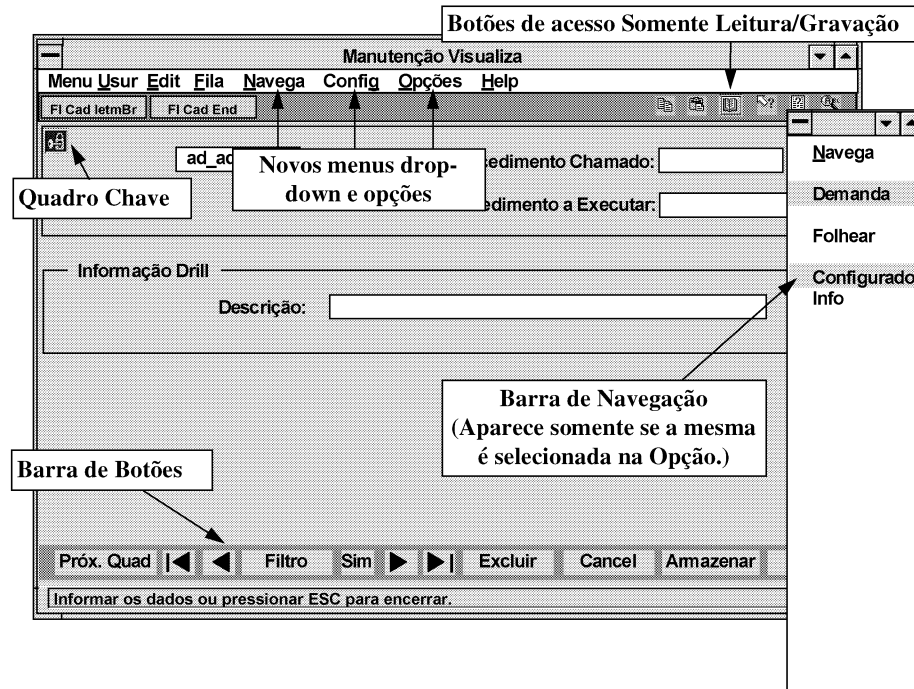 Botões de acesso Somente Leitura/Gravação
Manutenção Visualiza
Menu Usur Edit Fila Navega Config Opções Help
Fl Cad IetmBr Fl Cad End
Navega
ad_ad
Novos menus drop-
down e opções
cedimento Chamado:
Quadro Chave
Demanda
edimento a Executar:
Folhear
Informação Drill
Configurado
Info
Descrição:
Barra de Navegação
(Aparece somente se a mesma
é selecionada na Opção.)
Barra de Botões
Próx. Quad Filtro Sim Excluir Cancel Armazenar
Informar os dados ou pressionar ESC para encerrar.